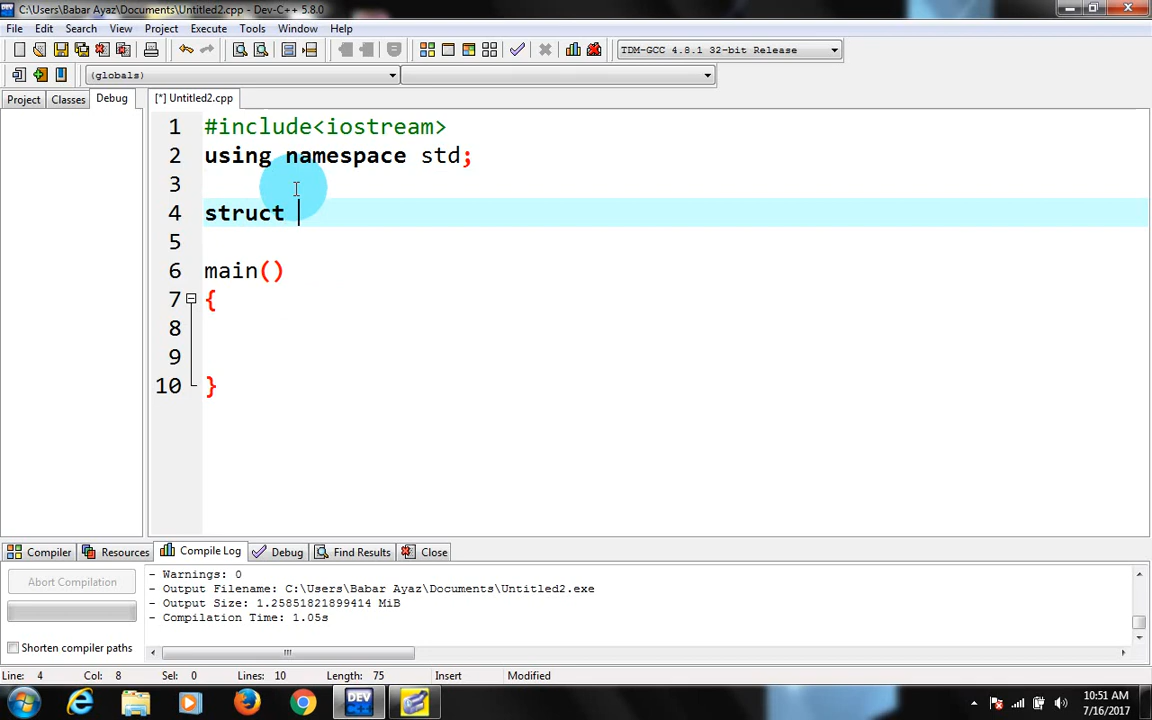 C:\Users\Babar Ayaz\Documents\Untitled2.cpp - Dev-C++ 5.8.0
File Edit Search View Project Execute Tools Window Help
TDM-GCC 4.8.1 32-bit Release
(globals)
Project Classes Debug [*] Untitled2.cpp
1 #include<iostream>
2 using namespace std;
3
4 struct
5
6 main()
7 {
8
9
10 }
Compiler Resources Compile Log Debug Find Results Close
Abort Compilation
- Warnings: 0
- Output Filename: C:\Users\Babar Ayaz\Documents\Untitled2.exe
- Output Size: 1.25851821899414 MiB
- Compilation Time: 1.05s
Shorten compiler paths
Line: 4 Col: 8 Sel: 0 Lines: 10 Length: 75 Insert Modified
DEV C++
10:51 AM
7/16/2017